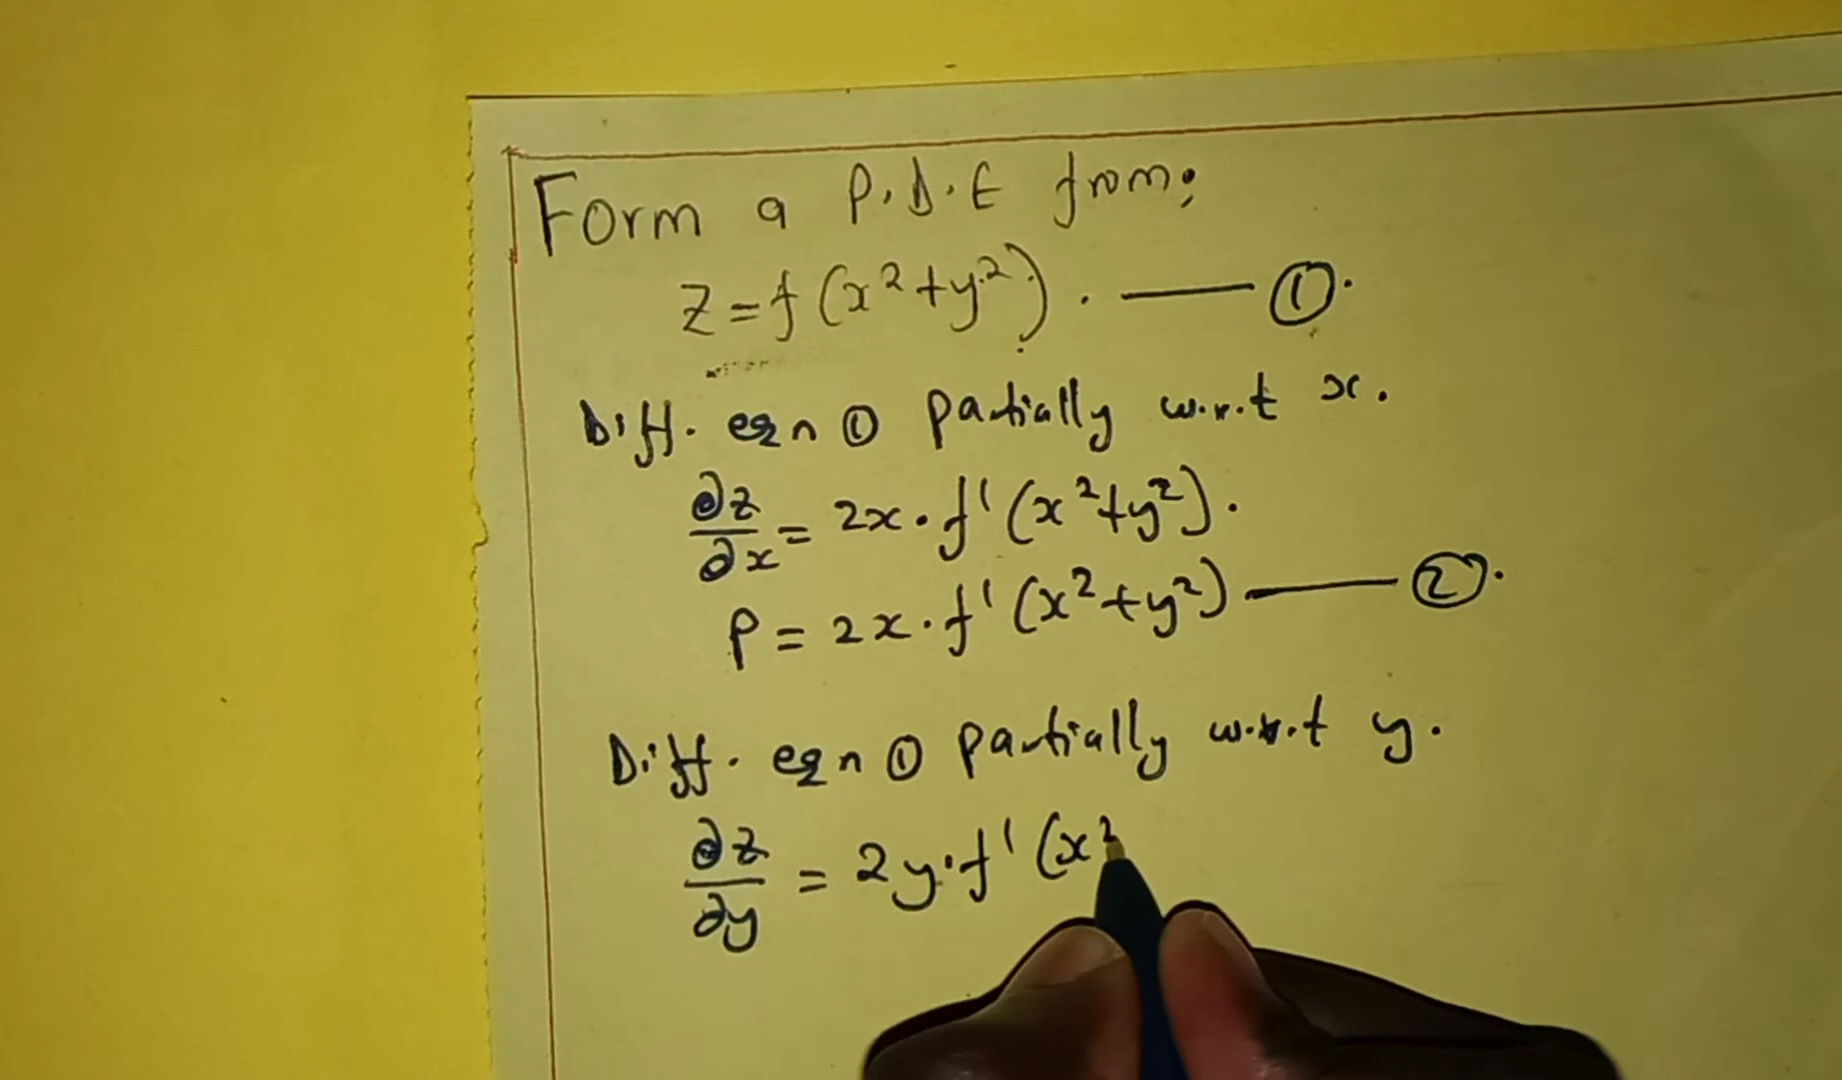 Form a P.D.E from;
z = f(x²+y²). —— ①.
Diff. eqn ① partially w.r.t x.
∂z/∂x = 2x·f'(x²+y²).
P = 2x·f'(x²+y²) —— ②.
Diff. eqn ① partially w.r.t y.
∂z/∂y = 2y·f'(x²